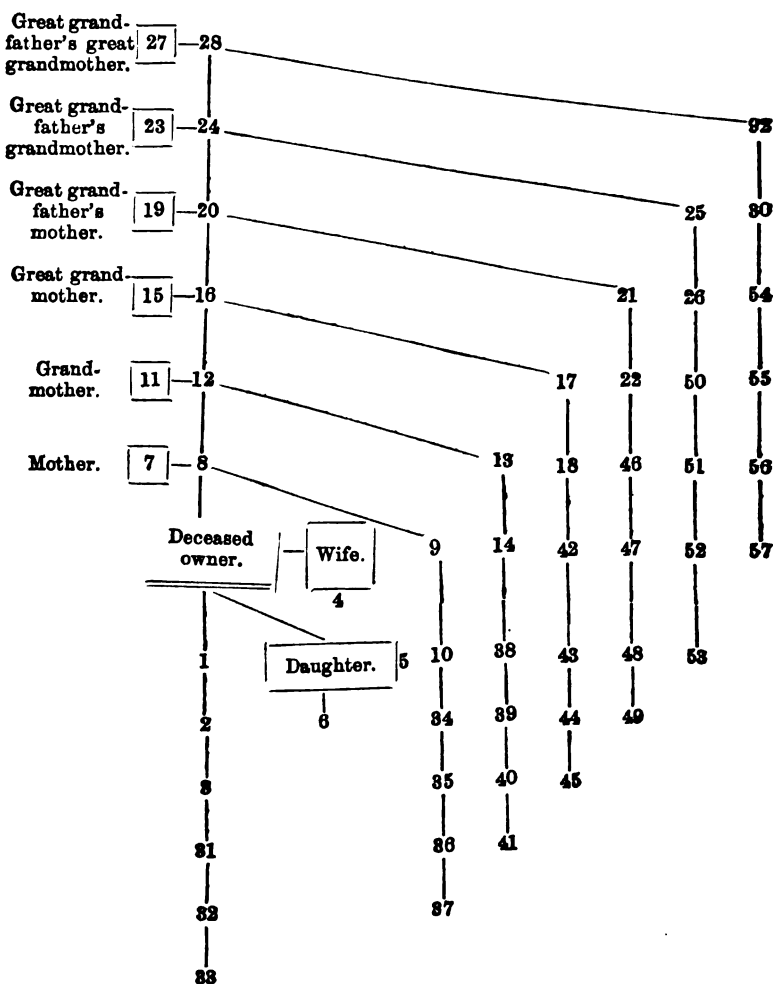 Great grand-
father's great
grandmother.
27 28
Great grand-
father's
grandmother.
23 24 92
Great grand-
father's
mother.
19 20 25 30
Great grand-
mother.
15 16 21 26 54
Grand-
mother.
11 12 17 22 50 55
Mother. 7 8 13 18 46 51 56
Deceased
owner.
Wife.
4
9 14 42 47 52 57
1 Daughter. 5 10 38 43 48 53
2 6 34 39 44 49
3 35 40 45
31 36 41
32 37
33